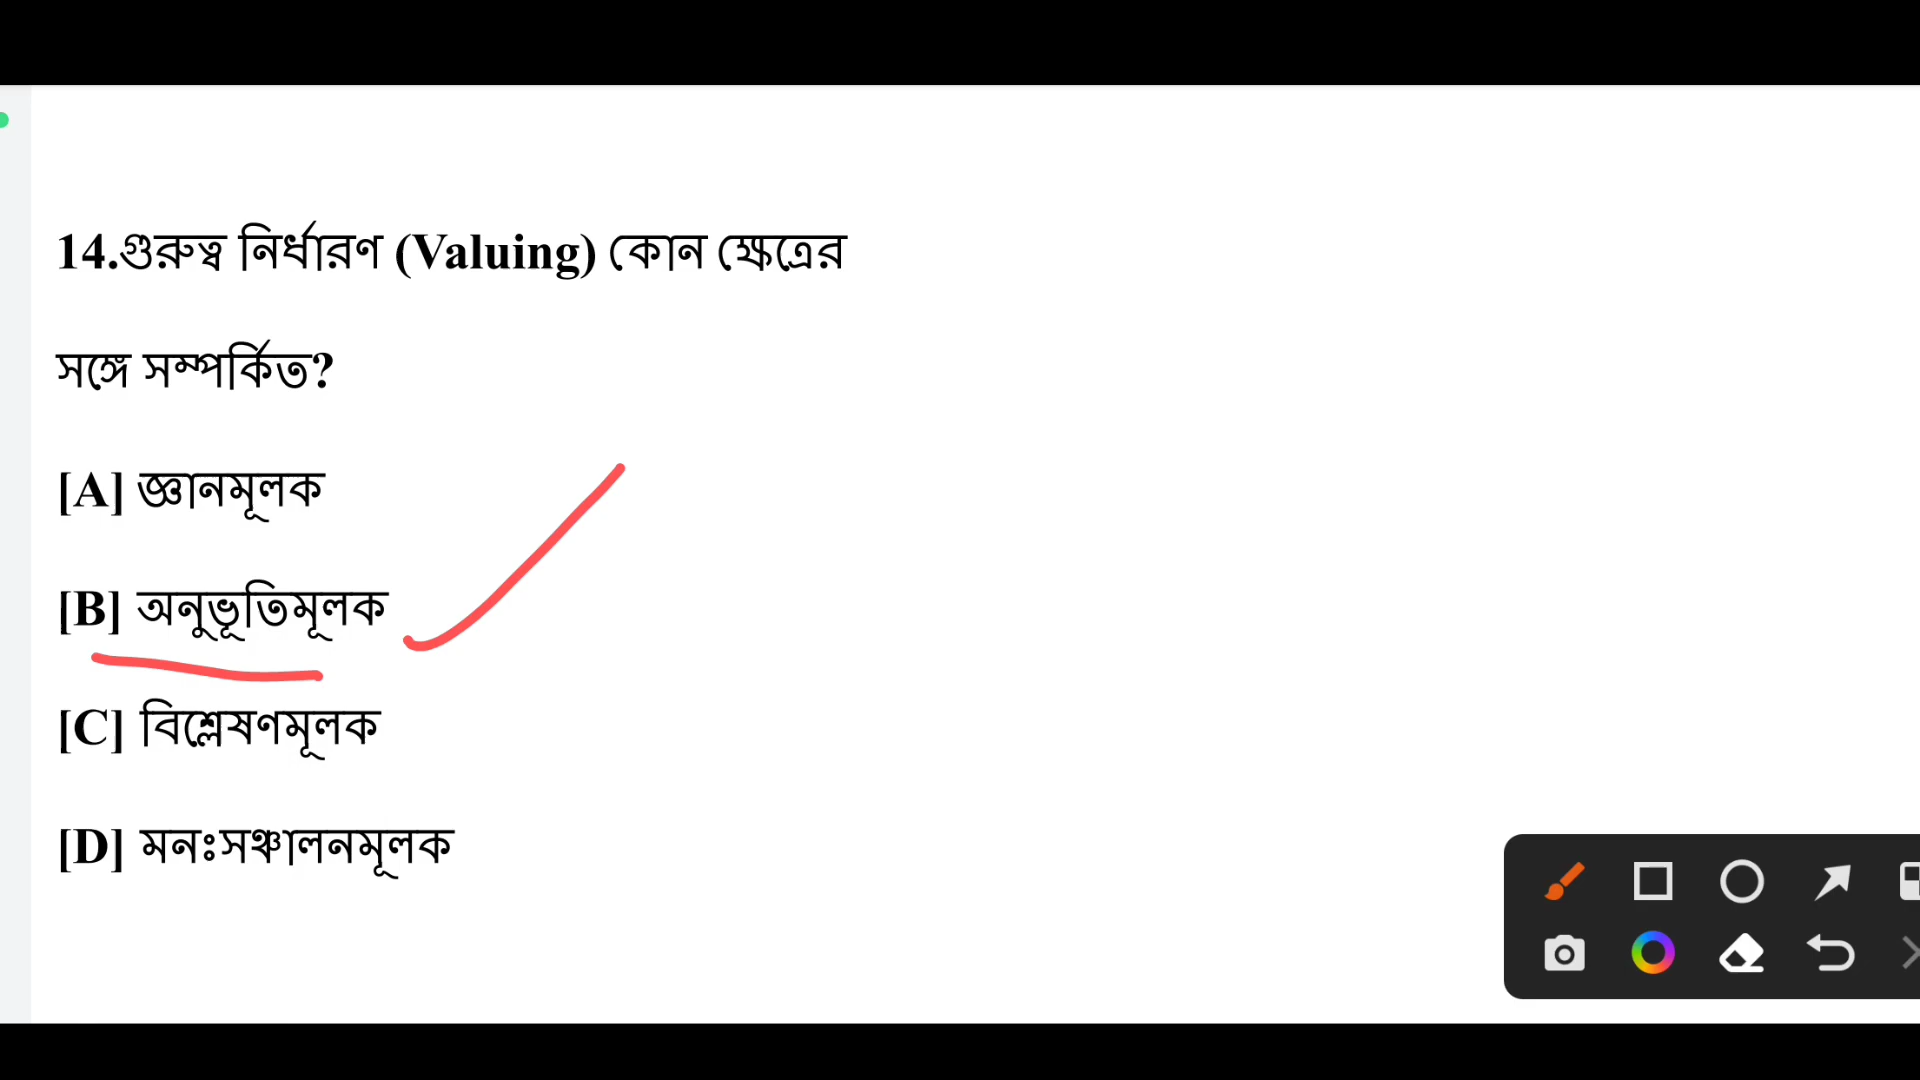 14.গুরুত্ব নির্ধারণ (Valuing) কোন ক্ষেত্রের
সঙ্গে সম্পর্কিত?
[A] জ্ঞানমূলক
[B] অনুভূতিমূলক
[C] বিশ্লেষণমূলক
[D] মনঃসঞ্চালনমূলক